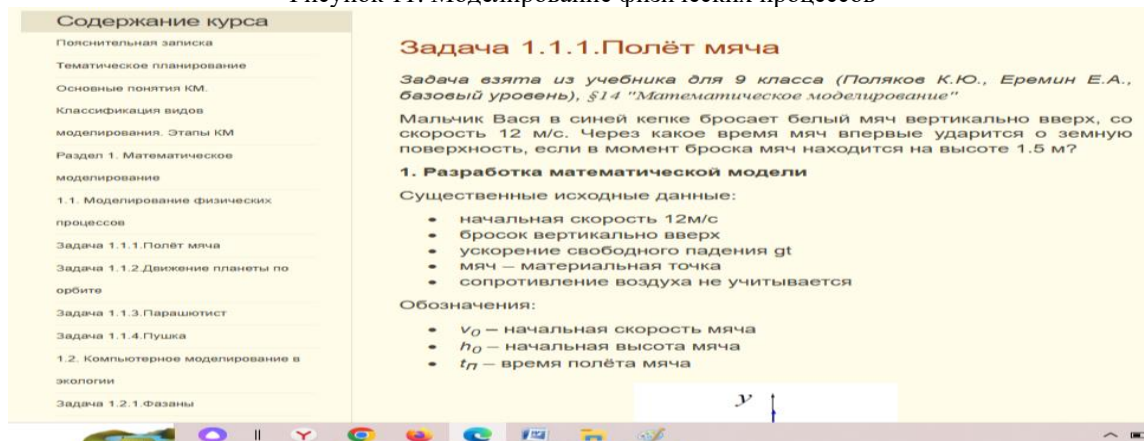 Рисунок 11. Моделирование физических процессов
Содержание курса
Пояснительная записка
Тематическое планирование
Основные понятия КМ.
Классификация видов
моделирования. Этапы КМ
Раздел 1. Математическое
моделирование
1.1. Моделирование физических
процессов
Задача 1.1.1.Полёт мяча
Задача 1.1.2.Движение планеты по
орбите
Задача 1.1.3.Парашютист
Задача 1.1.4.Пушка
1.2. Компьютерное моделирование в
экологии
Задача 1.2.1.Фазаны
Задача 1.1.1.Полёт мяча
Задача взята из учебника для 9 класса (Поляков К.Ю., Еремин Е.А.,
базовый уровень), §14 "Математическое моделирование"
Мальчик Вася в синей кепке бросает белый мяч вертикально вверх, со
скорость 12 м/с. Через какое время мяч впервые ударится о земную
поверхность, если в момент броска мяч находится на высоте 1.5 м?
1. Разработка математической модели
Существенные исходные данные:
• начальная скорость 12м/с
• бросок вертикально вверх
• ускорение свободного падения gt
• мяч – материальная точка
• сопротивление воздуха не учитывается
Обозначения:
• v₀ – начальная скорость мяча
• h₀ – начальная высота мяча
• tп – время полёта мяча
y